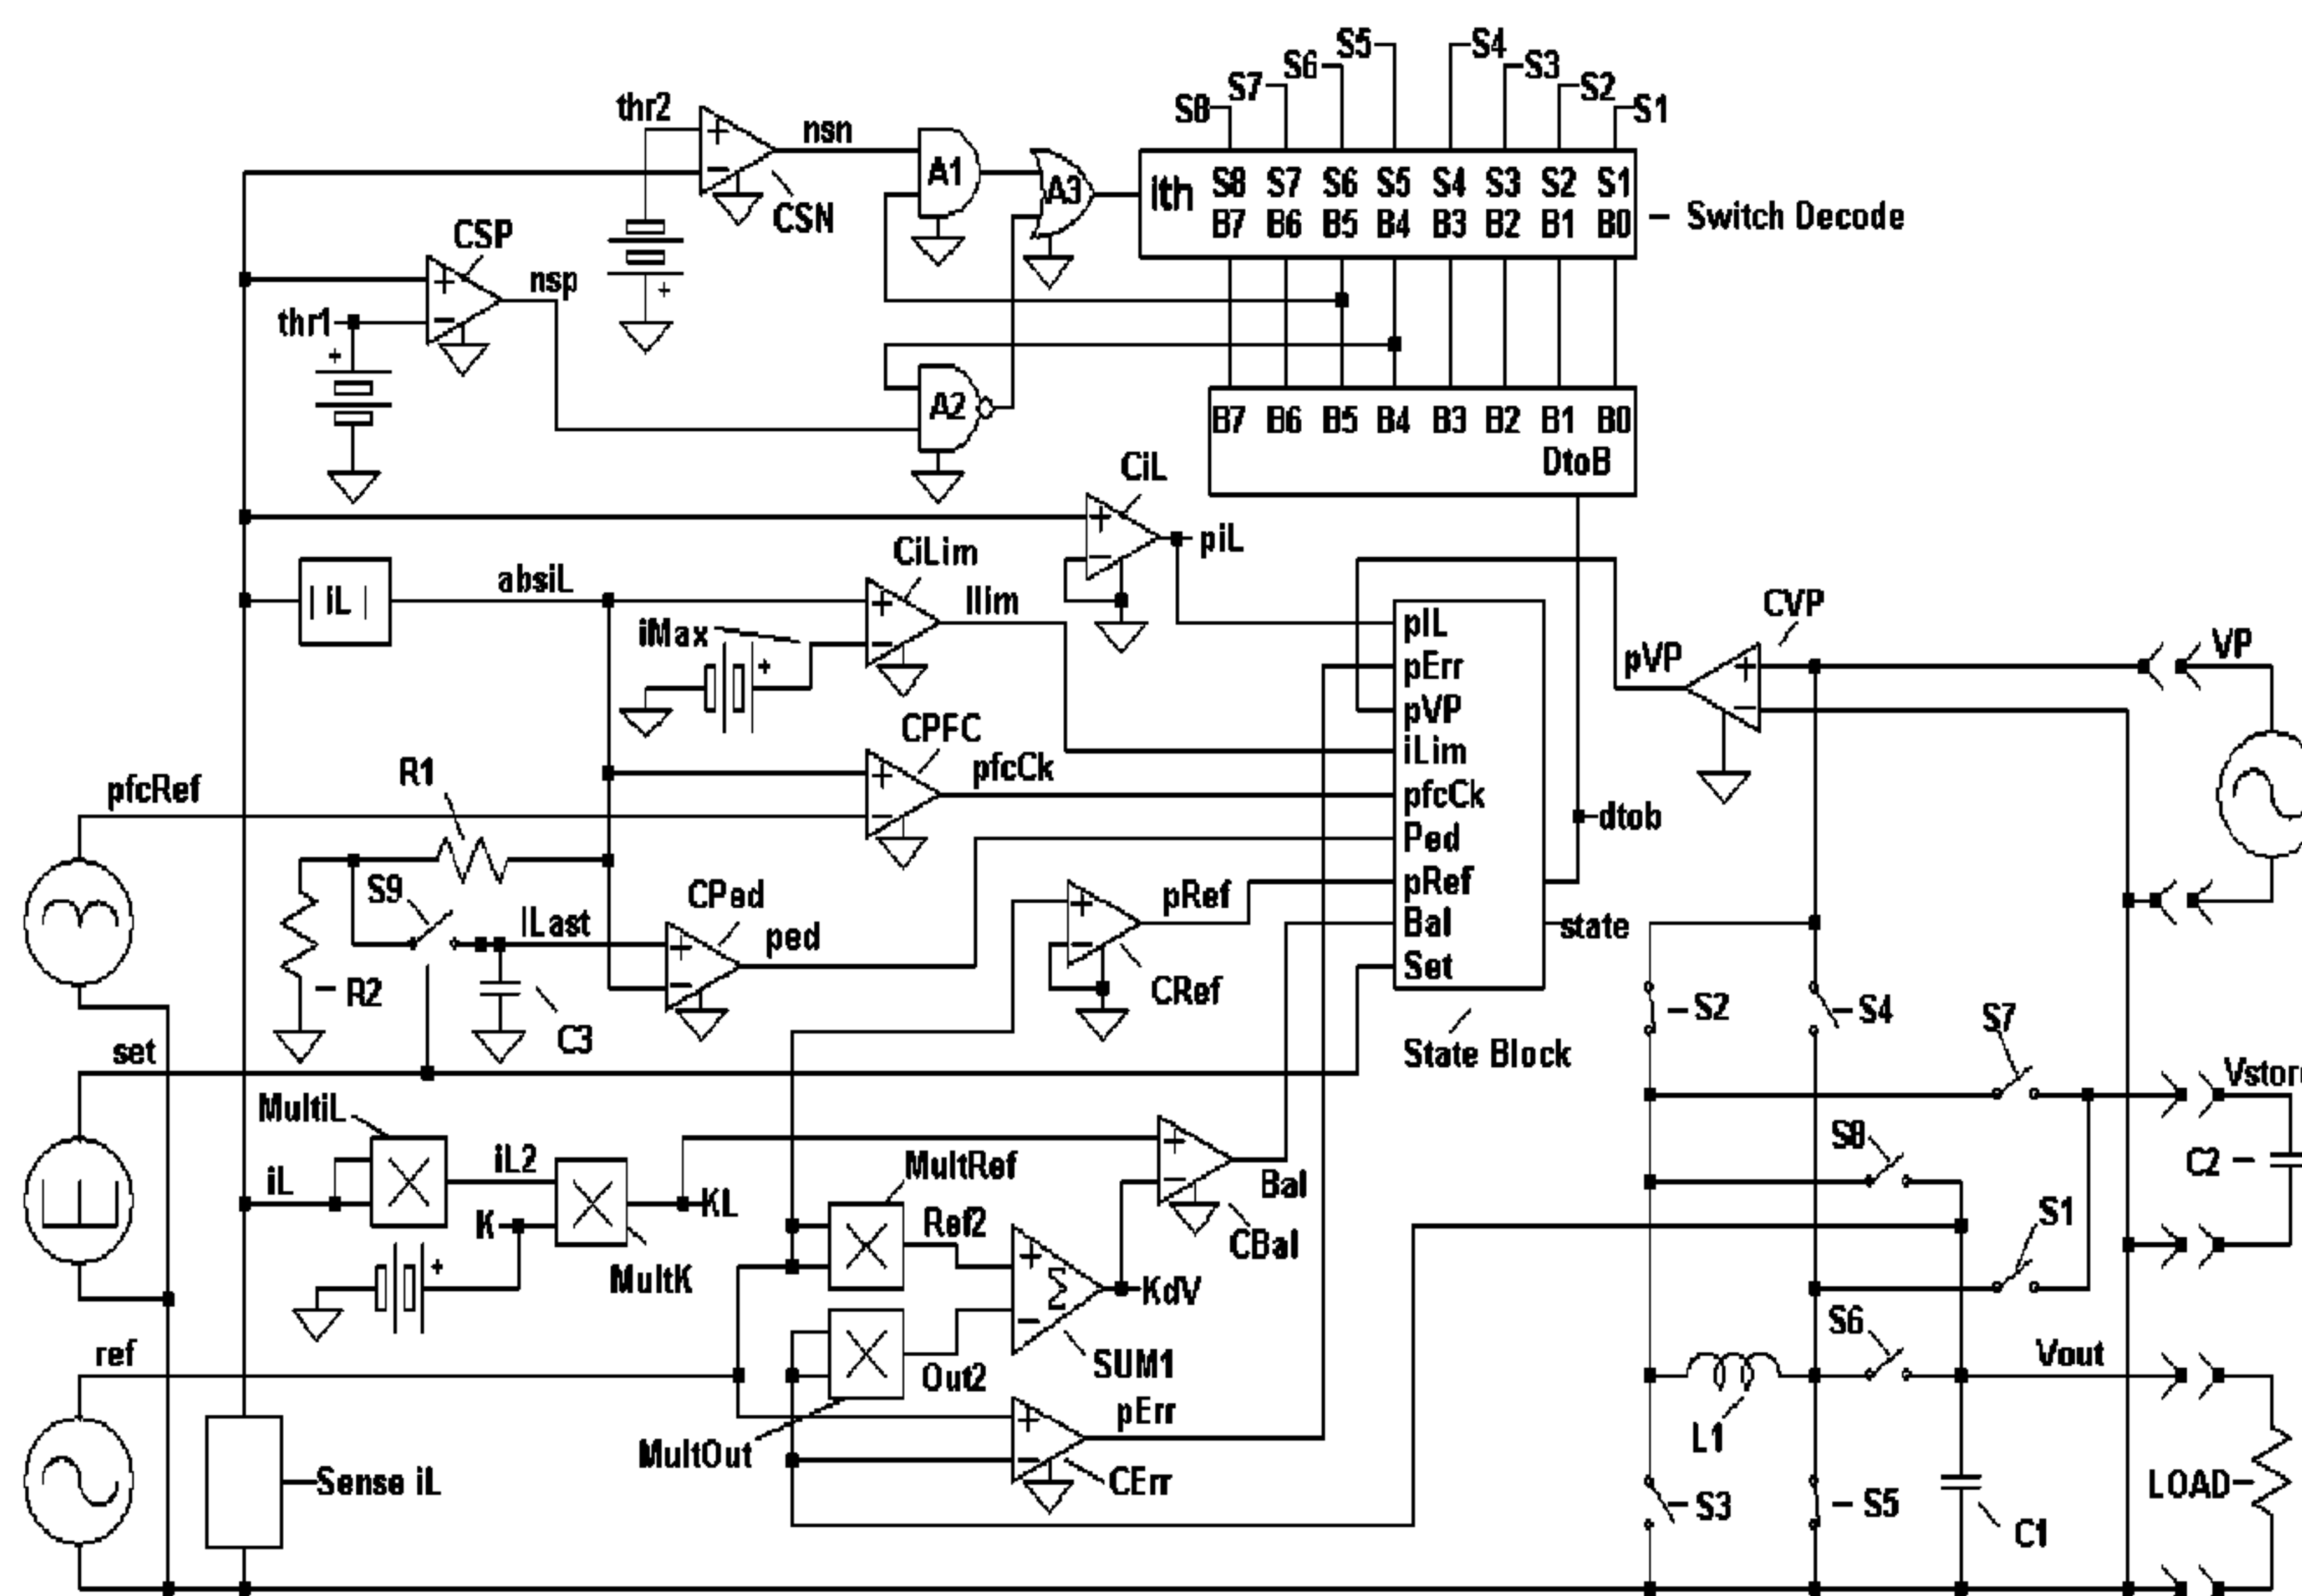 S5
S4
S6
S3
S7
S2
S8
S1
thr2
nsn
CSN
A1
A3
Ith S8 S7 S6 S5 S4 S3 S2 S1
B7 B6 B5 B4 B3 B2 B1 B0
Switch Decode
CSP
nsp
thr1
A2
B7 B6 B5 B4 B3 B2 B1 B0
DtoB
CiL
piL
CiLim
absiL
| iL |
Ilim
iMax
CVP
pVP
VP
pIL
pErr
pVP
iLim
pfcCk
Ped
pRef
Bal
Set
dtob
state
State Block
CPFC
pfcCk
pfcRef
R1
S9
ILast
CPed
ped
pRef
CRef
R2
C3
set
S2
S4
S7
Vstore
MultiL
iL
iL2
K
KL
MultK
MultRef
Ref2
Bal
CBal
S8
C2
S1
KdV
Σ
SUM1
S6
Vout
ref
Out2
pErr
MultOut
CErr
L1
Sense iL
S3
S5
C1
LOAD